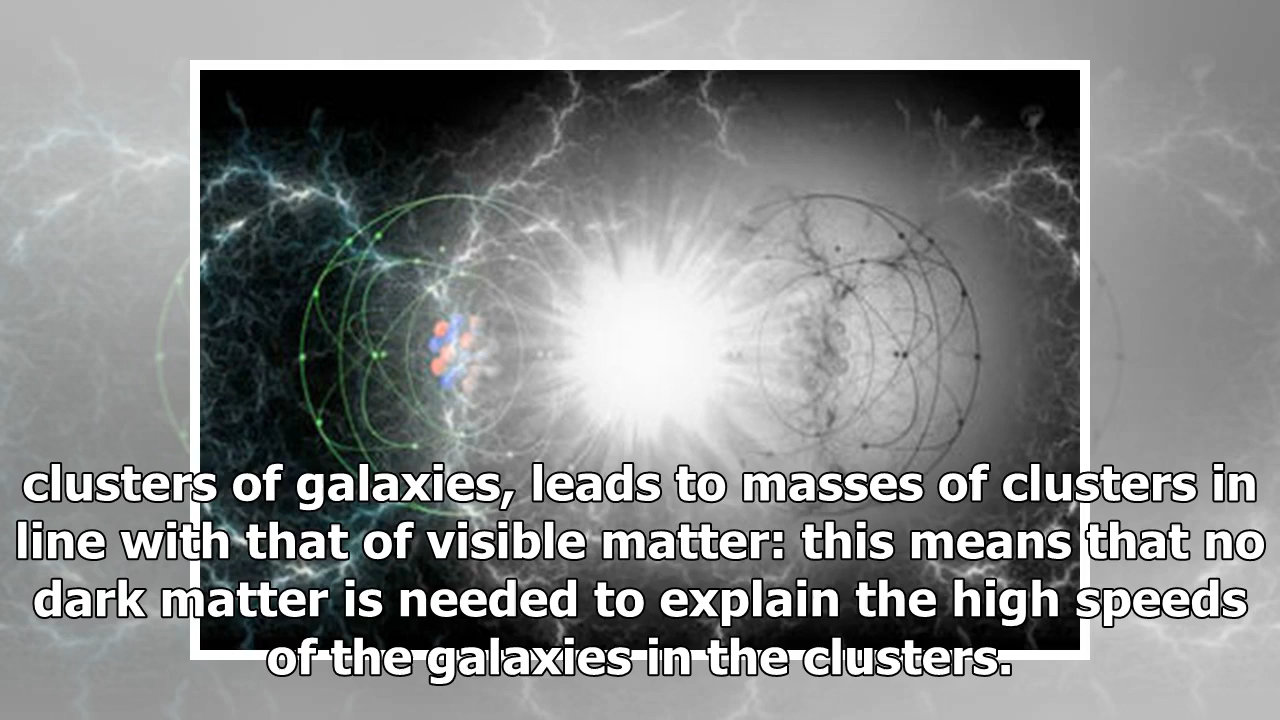 clusters of galaxies, leads to masses of clusters in
line with that of visible matter: this means that no
dark matter is needed to explain the high speeds
of the galaxies in the clusters.